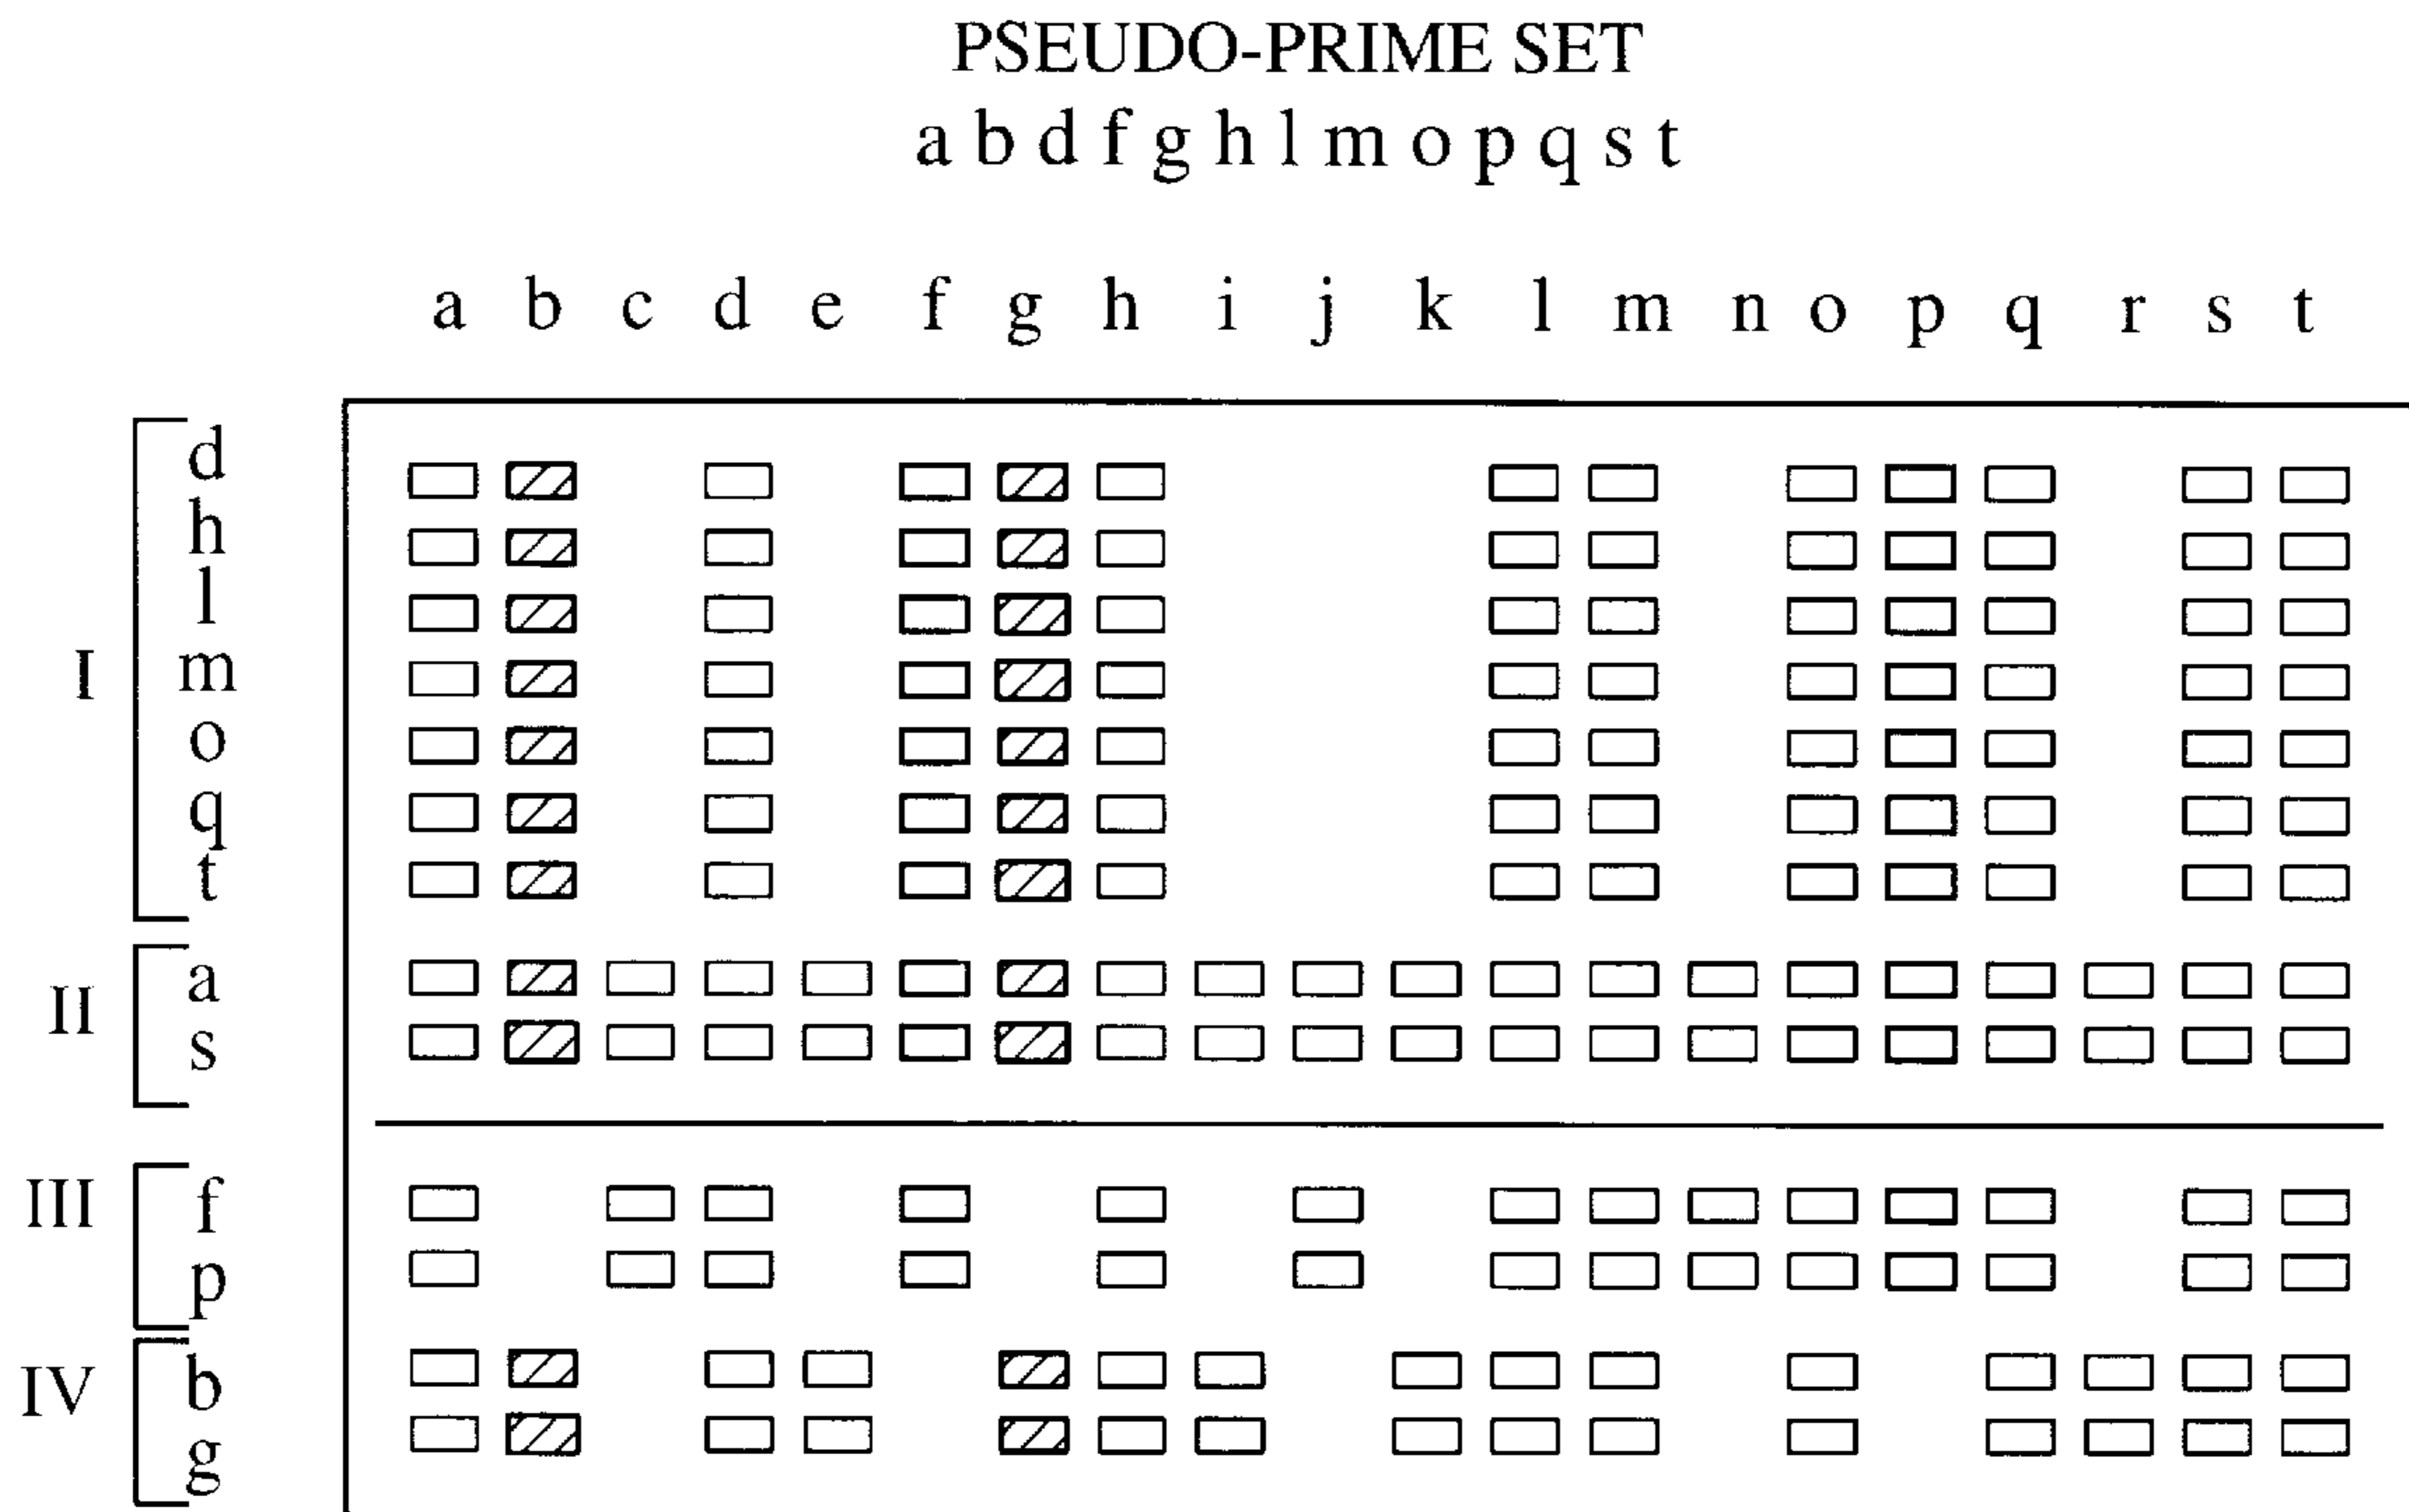 PSEUDO-PRIME SET
a b d f g h l m o p q s t
a b c d e f g h i j k l m n o p q r s t
d
h
l
I m
o
q
t
a
II
s
III f
p
IV b
g